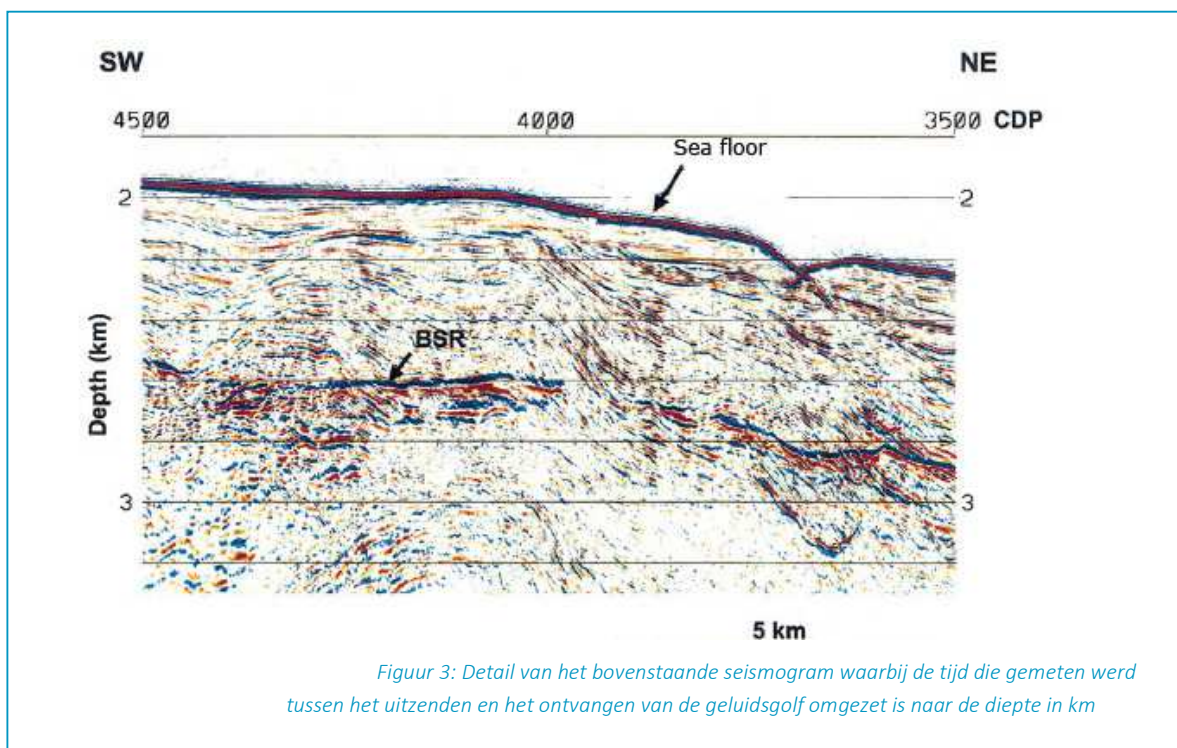 SW NE
4500 4000 3500 CDP
Sea floor
2 2
BSR
Depth (km)
3 3
5 km
Figuur 3: Detail van het bovenstaande seismogram waarbij de tijd die gemeten werd
tussen het uitzenden en het ontvangen van de geluidsgolf omgezet is naar de diepte in km